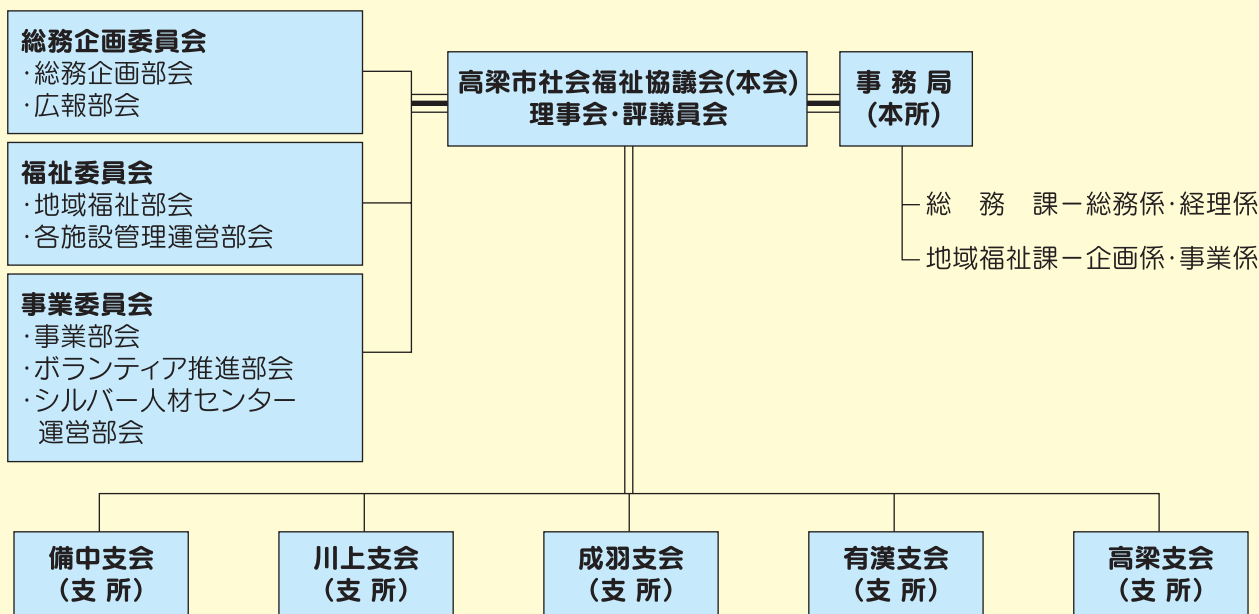 総務企画委員会
・総務企画部会
・広報部会
福祉委員会
・地域福祉部会
・各施設管理運営部会
事業委員会
・事業部会
・ボランティア推進部会
・シルバー人材センター
運営部会
高梁市社会福祉協議会(本会)
理事会・評議員会
事 務 局
(本所)
総　務　課ー総務係・経理係
地域福祉課ー企画係・事業係
備中支会
(支 所)
川上支会
(支 所)
成羽支会
(支 所)
有漢支会
(支 所)
高梁支会
(支 所)